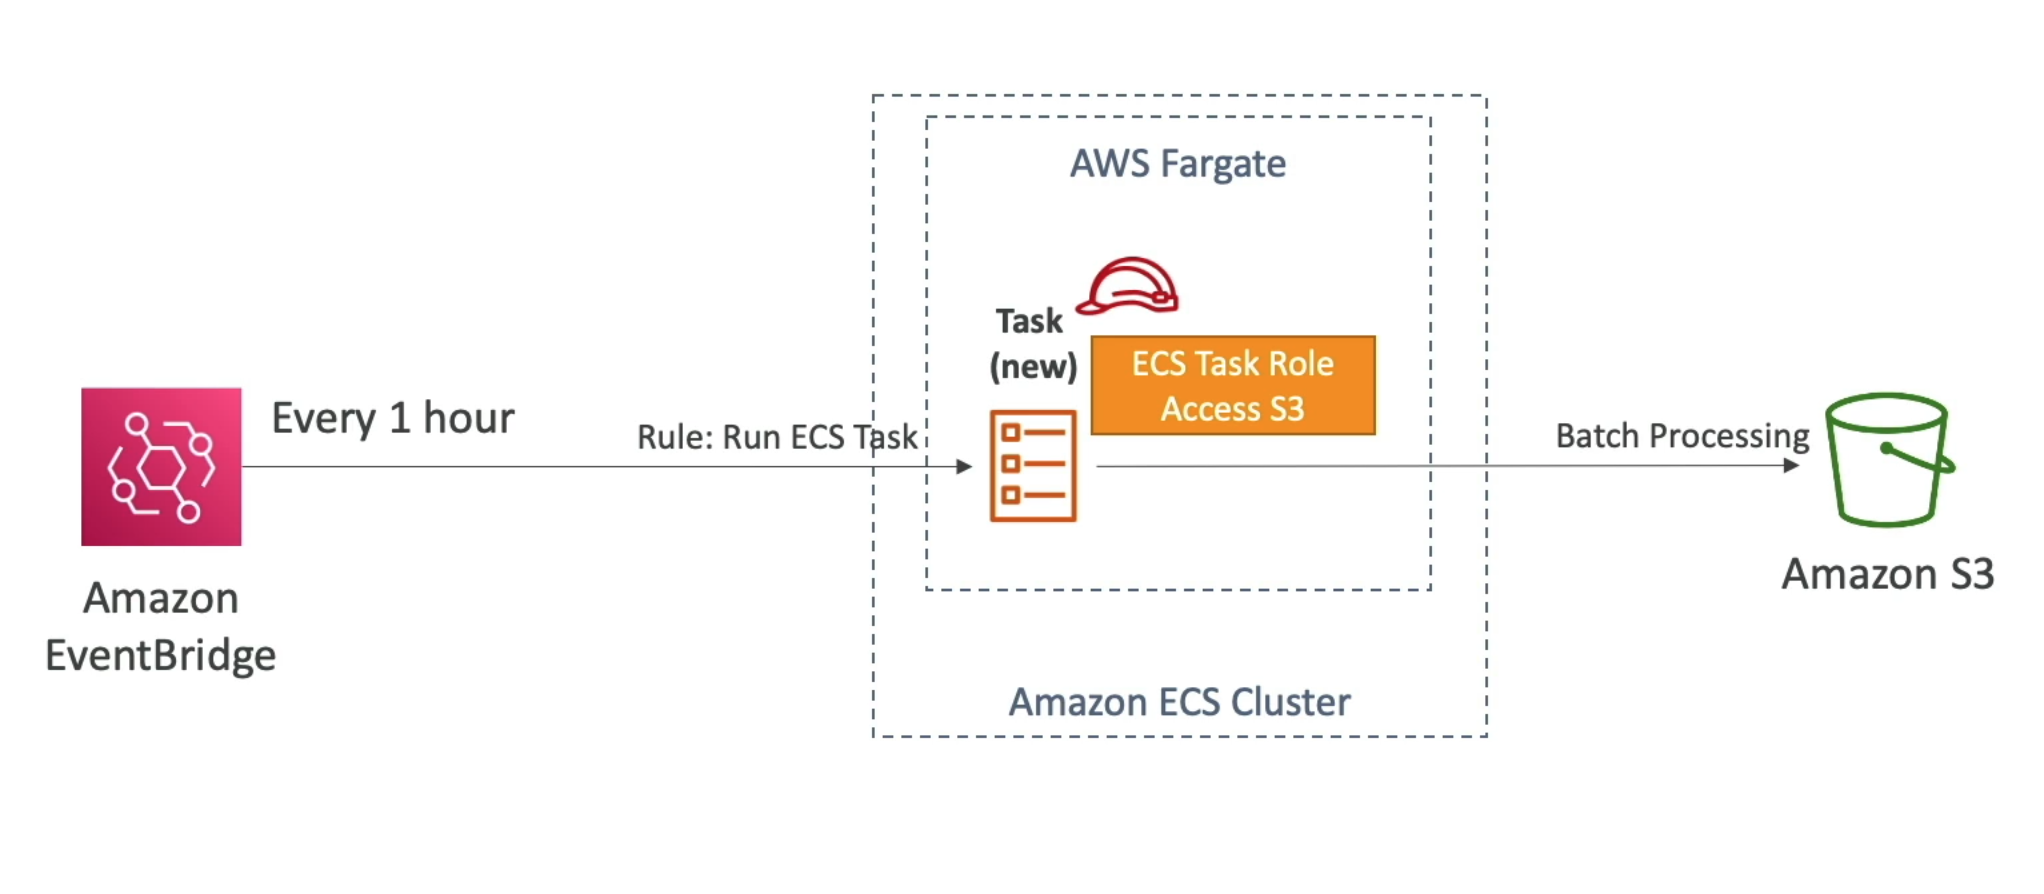 AWS Fargate
Task
(new)
ECS Task Role
Access S3
Every 1 hour
Rule: Run ECS Task
Batch Processing
Amazon
EventBridge
Amazon S3
Amazon ECS Cluster